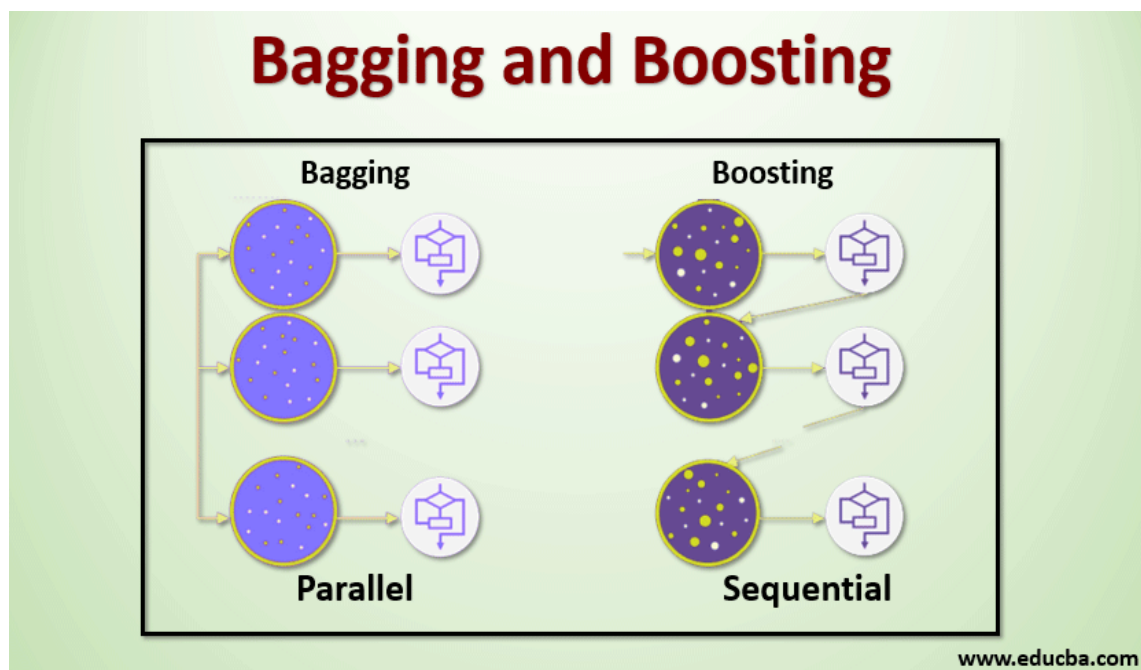 Bagging and Boosting
Bagging
Boosting
Parallel
Sequential
www.educba.com